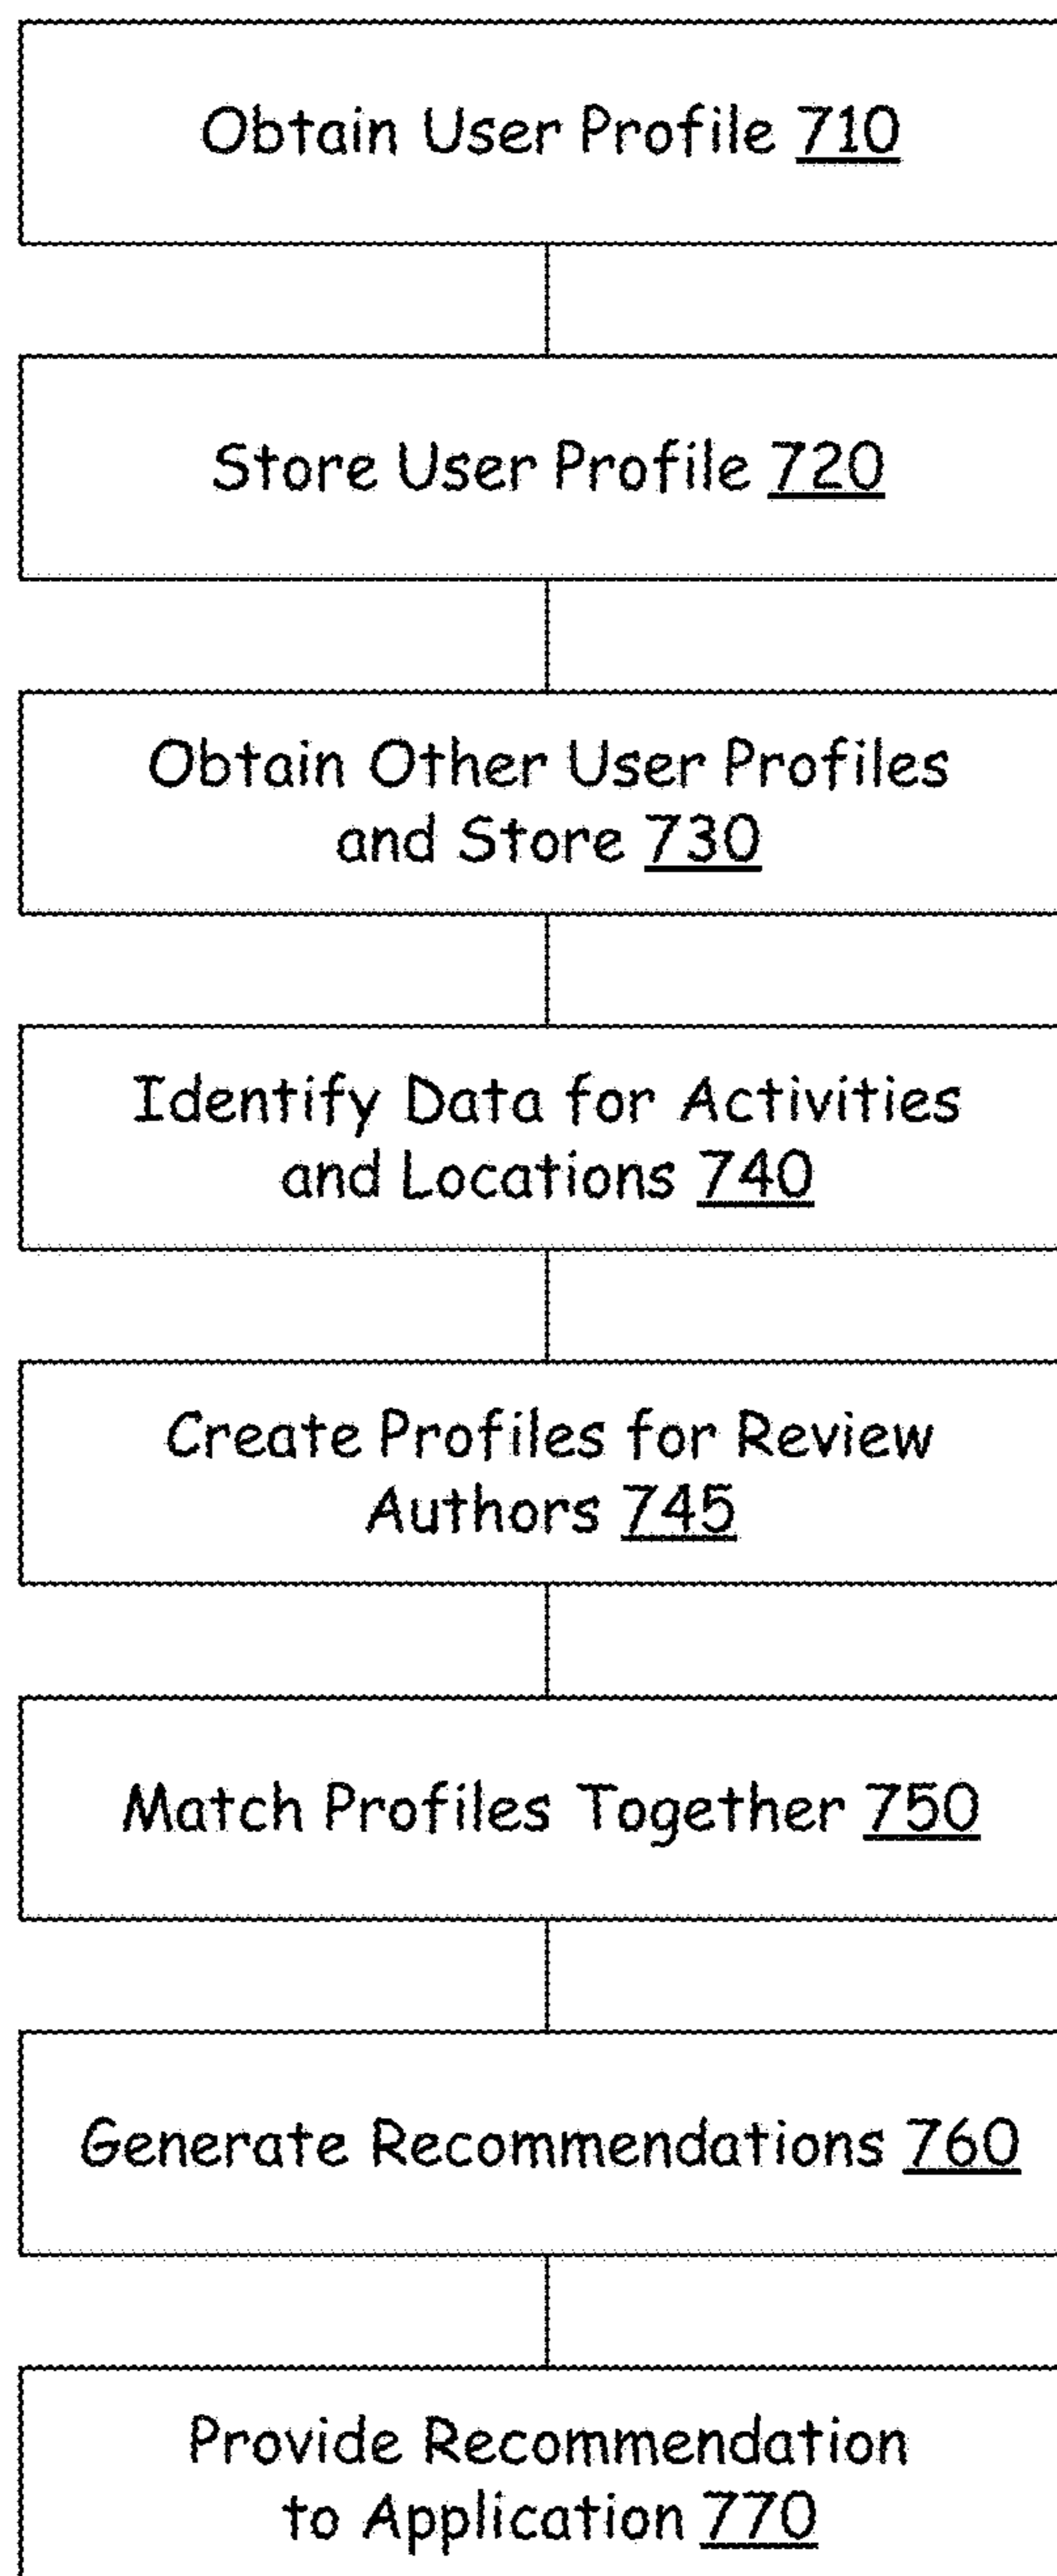 Obtain User Profile 710
Store User Profile 720
Obtain Other User Profiles
and Store 730
Identify Data for Activities
and Locations 740
Create Profiles for Review
Authors 745
Match Profiles Together 750
Generate Recommendations 760
Provide Recommendation
to Application 770